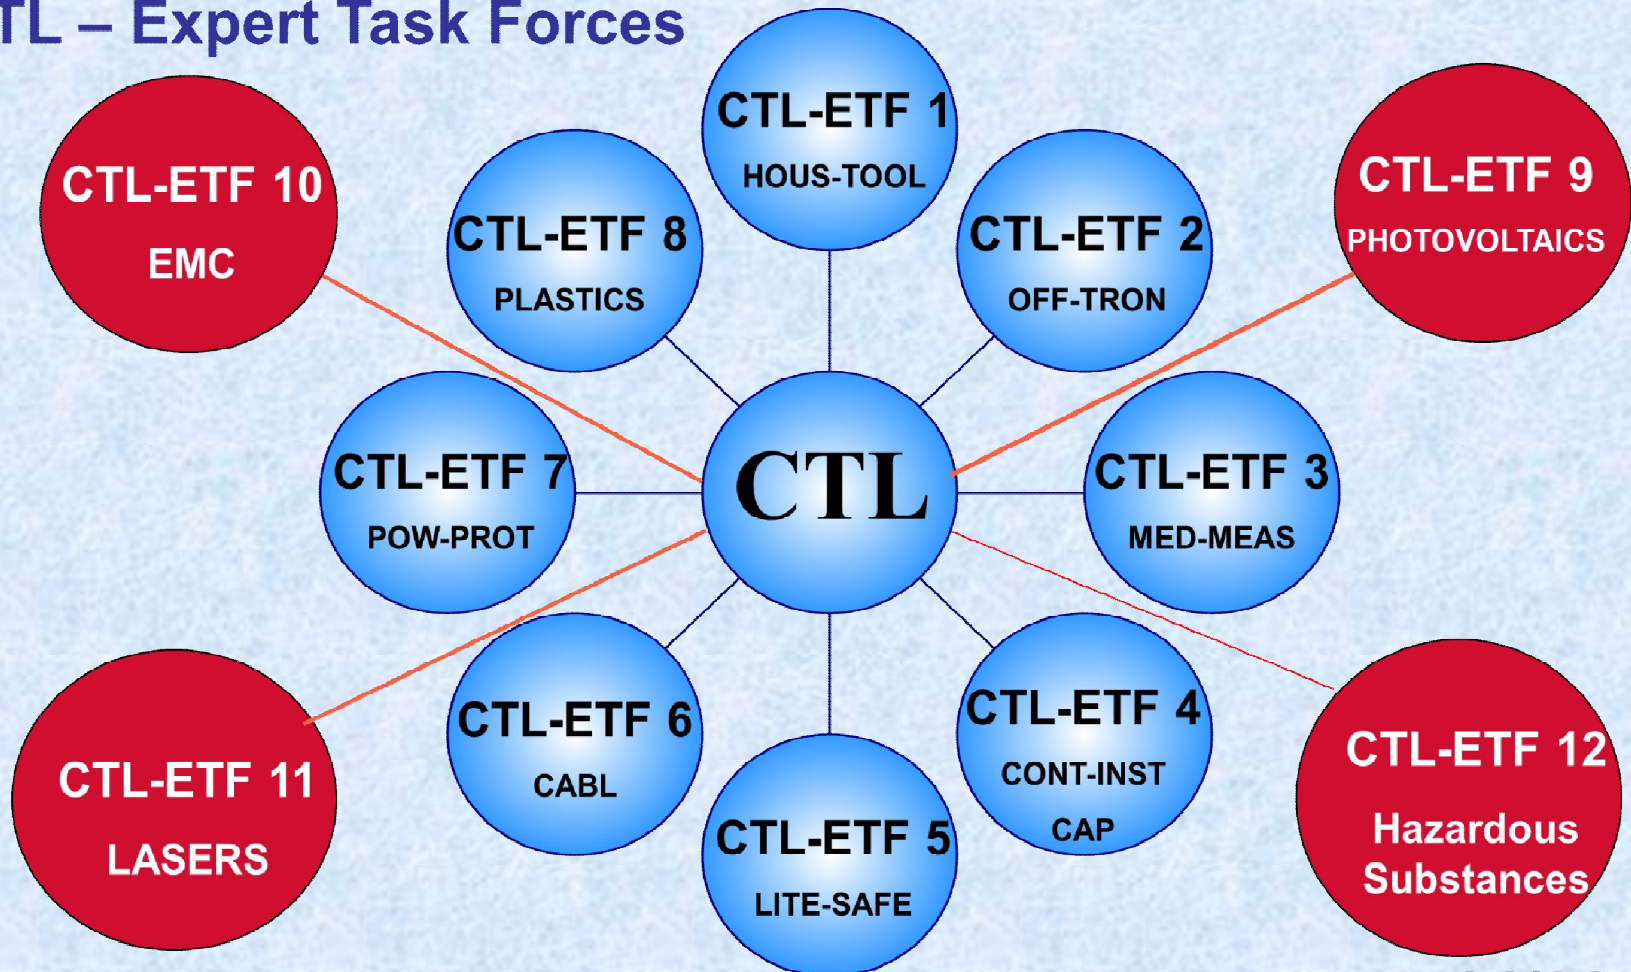 TL – Expert Task Forces
CTL-ETF 1
HOUS-TOOL
CTL-ETF 10
EMC
CTL-ETF 9
PHOTOVOLTAICS
CTL-ETF 8
PLASTICS
CTL-ETF 2
OFF-TRON
CTL-ETF 7
POW-PROT
CTL
CTL-ETF 3
MED-MEAS
CTL-ETF 11
LASERS
CTL-ETF 6
CABL
CTL-ETF 4
CONT-INST
CAP
CTL-ETF 12
Hazardous
Substances
CTL-ETF 5
LITE-SAFE